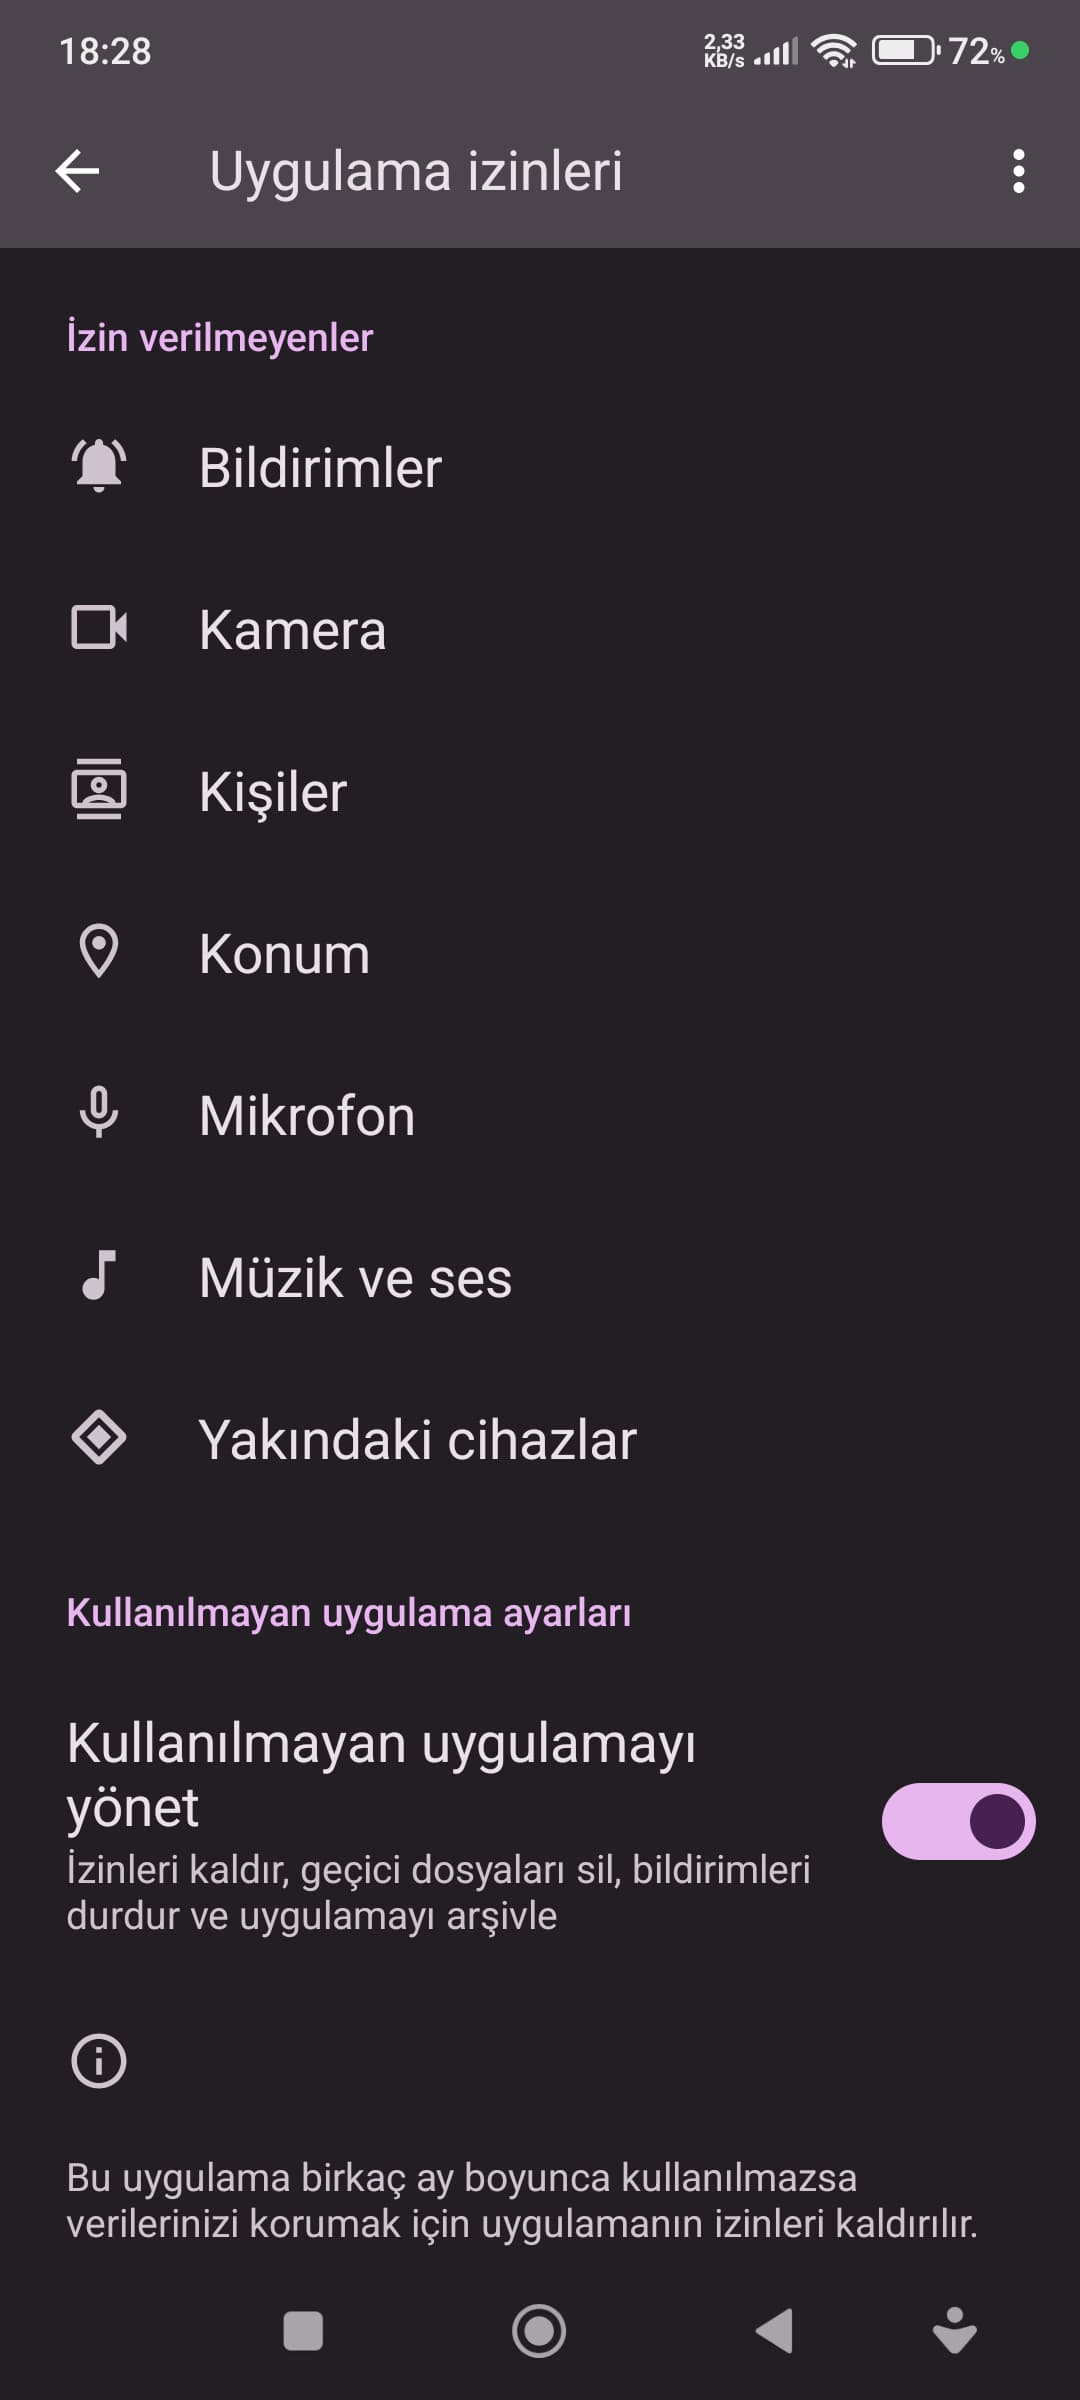 18:28
2,33
KB/s
72%
Uygulama izinleri
İzin verilmeyenler
Bildirimler
Kamera
Kişiler
Konum
Mikrofon
Müzik ve ses
Yakındaki cihazlar
Kullanılmayan uygulama ayarları
Kullanılmayan uygulamayı
yönet
İzinleri kaldır, geçici dosyaları sil, bildirimleri
durdur ve uygulamayı arşivle
Bu uygulama birkaç ay boyunca kullanılmazsa
verilerinizi korumak için uygulamanın izinleri kaldırılır.